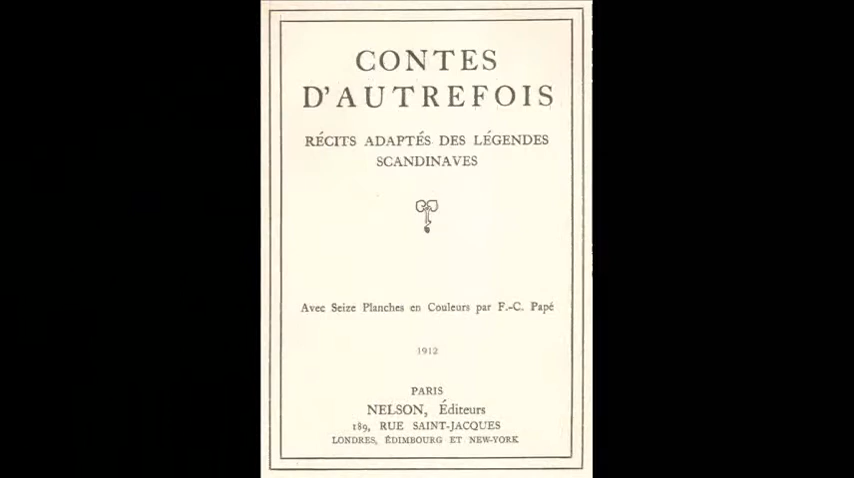 CONTES
D'AUTREFOIS
RÉCITS ADAPTÉS DES LÉGENDES
SCANDINAVES
Avec Seize Planches en Couleurs par F.-C. Papé
1912
PARIS
NELSON, Éditeurs
189, RUE SAINT-JACQUES
LONDRES, ÉDIMBOURG ET NEW-YORK